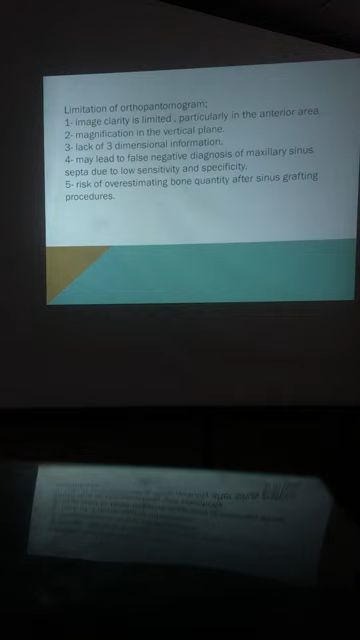 Limitation of orthopantomogram;
1- image clarity is limited , particularly in the anterior area.
2- magnification in the vertical plane.
3- lack of 3 dimensional information.
4- may lead to false negative diagnosis of maxillary sinus
septa due to low sensitivity and specificity.
5- risk of overestimating bone quantity after sinus grafting
procedures.